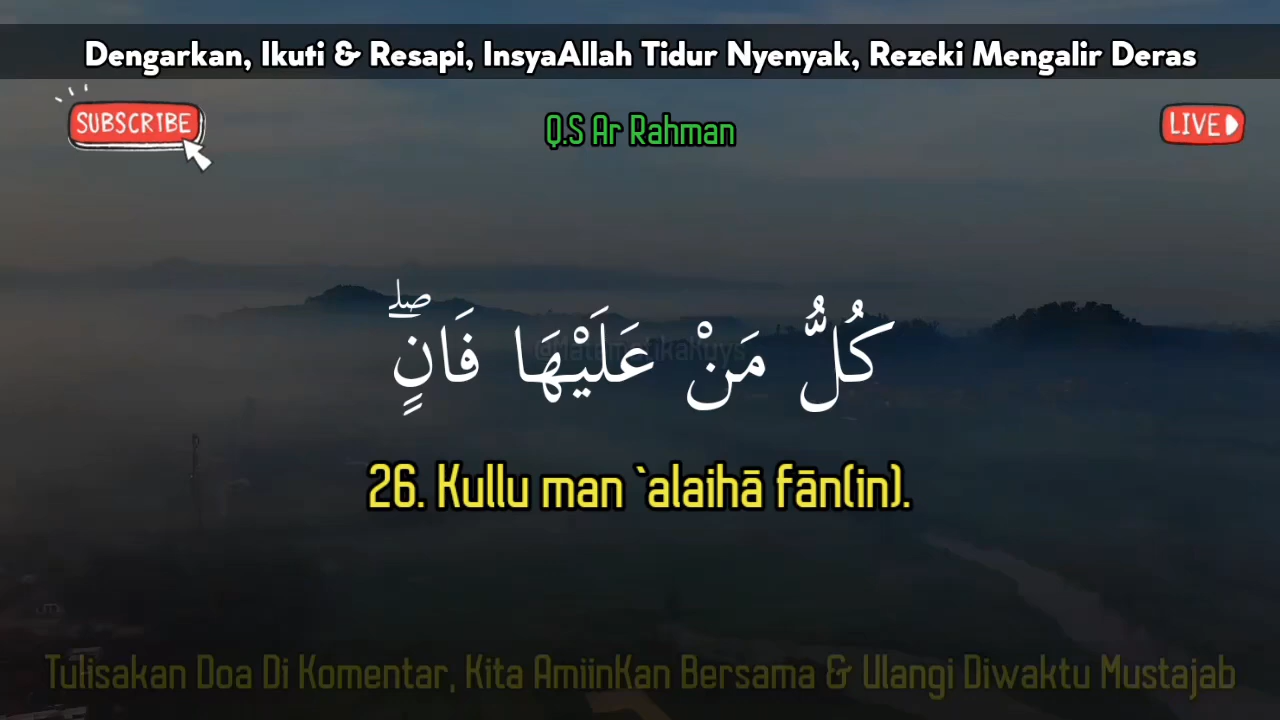 Dengarkan, Ikuti & Resapi, InsyaAllah Tidur Nyenyak, Rezeki Mengalir Deras
SUBSCRIBE
Q.S Ar Rahman
LIVE
كُلُّ مَنْ عَلَيْهَا فَانٍۖ
26. Kullu man `alaihā fān(in).
Tulisakan Doa Di Komentar, Kita AmiinKan Bersama & Ulangi Diwaktu Mustajab